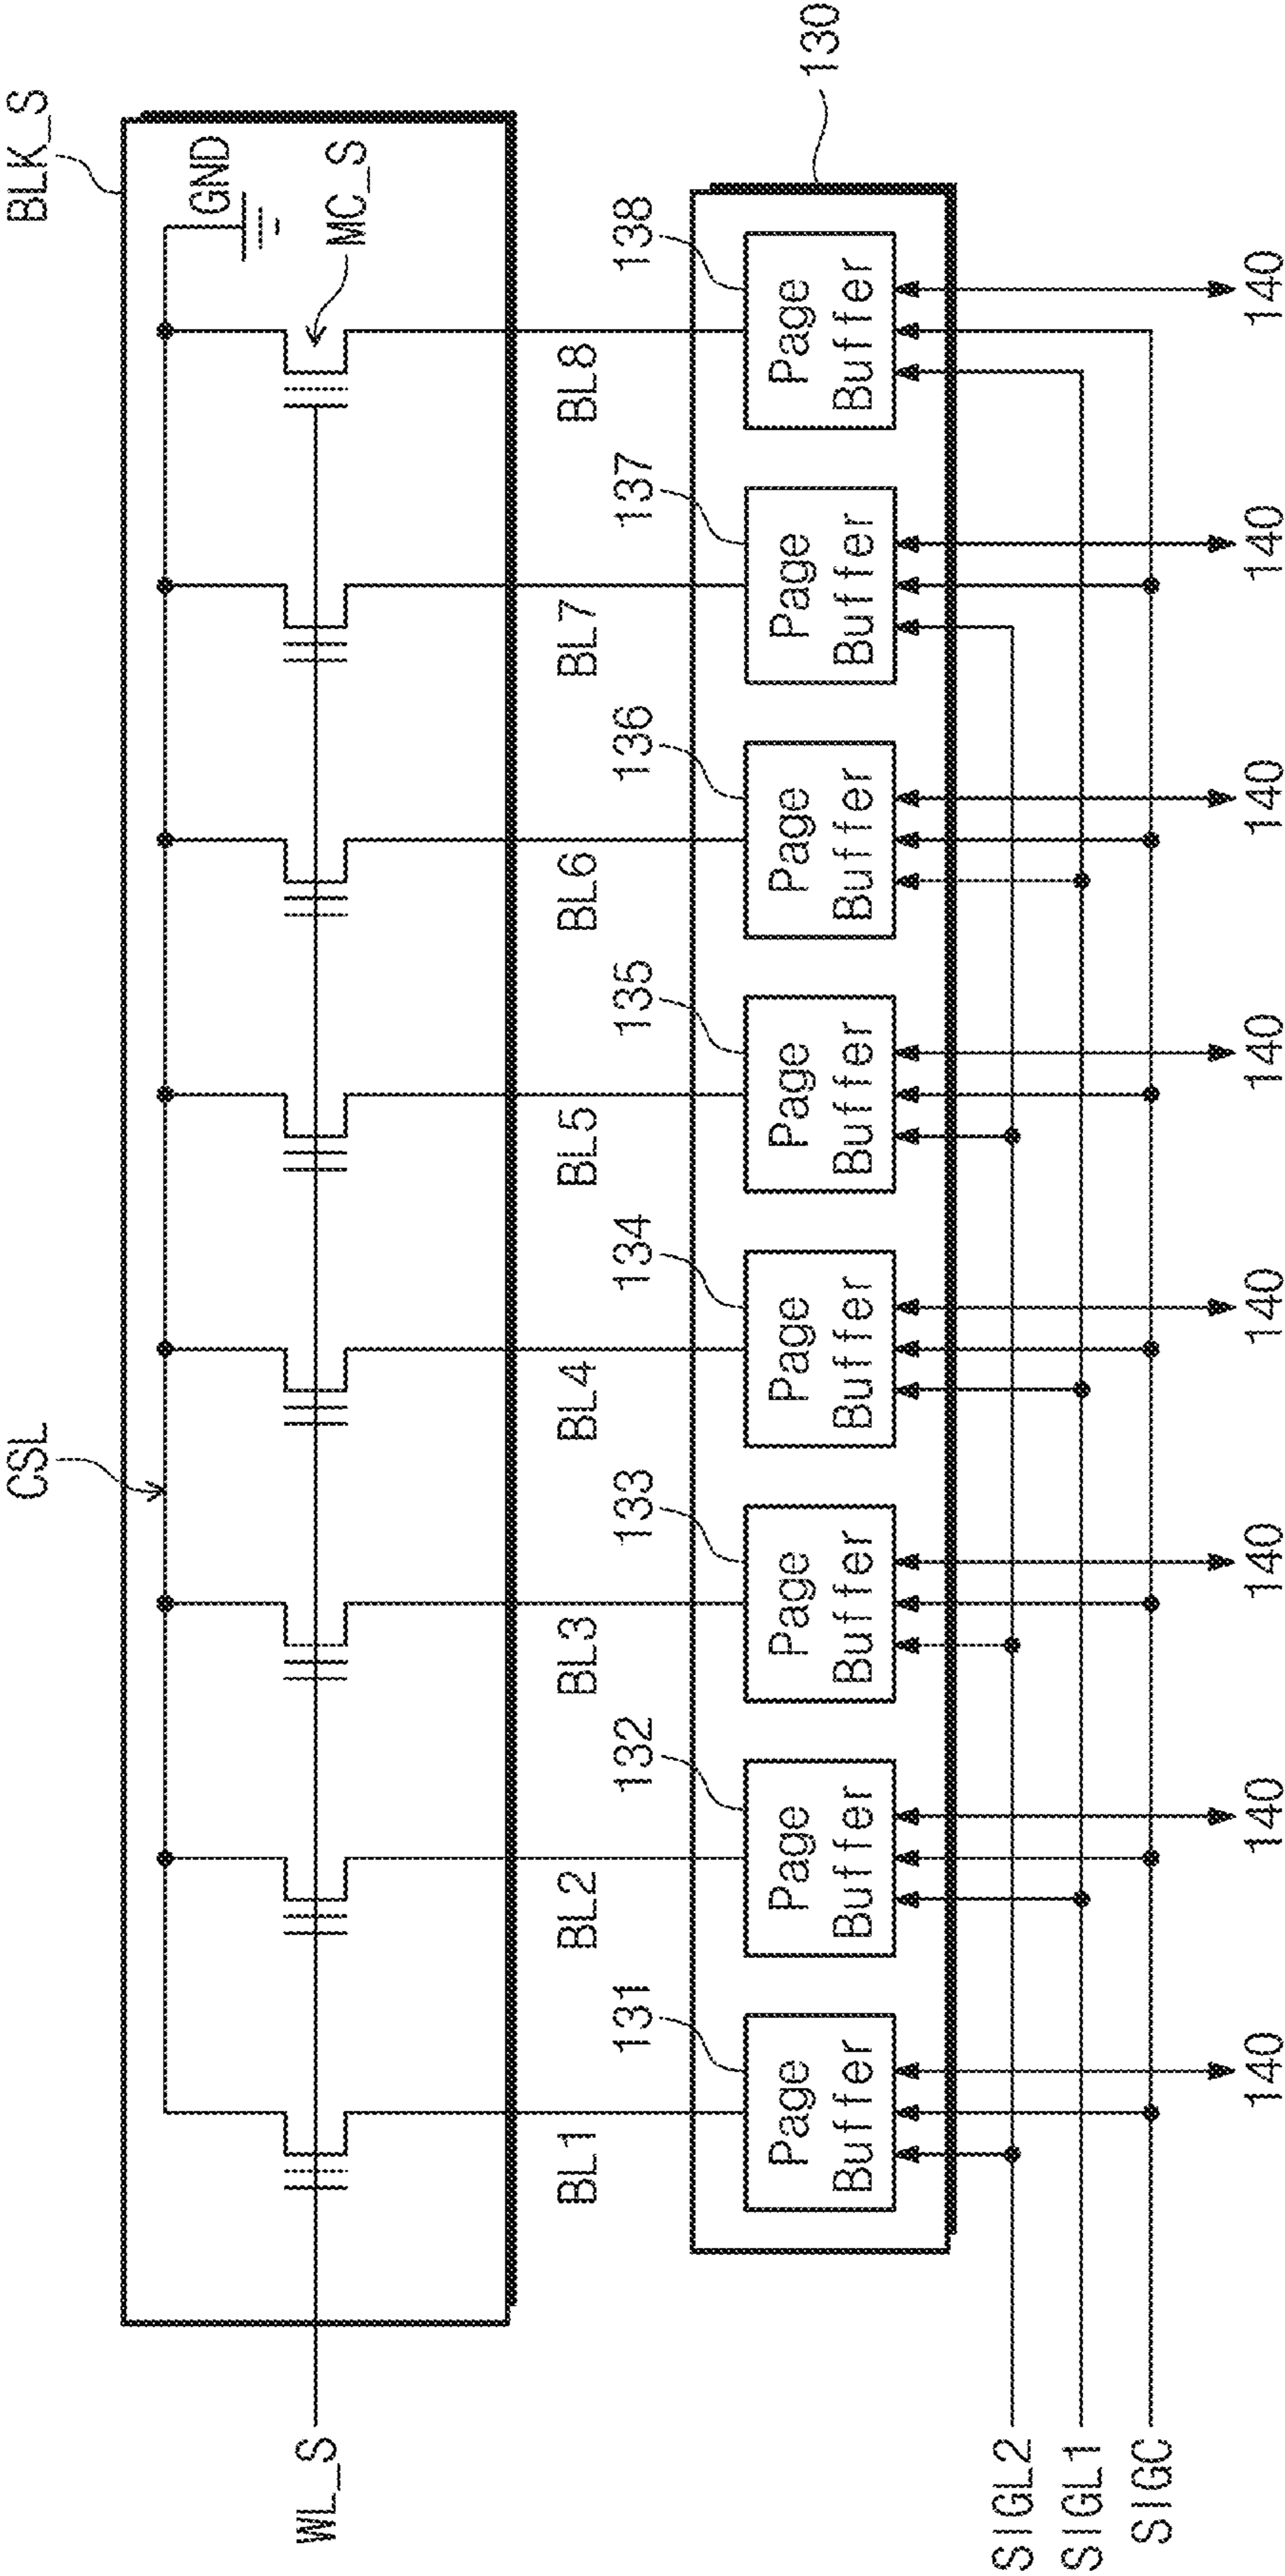 BLK_S
CSL
GND
MC_S
WL_S
BL1
BL2
BL3
BL4
BL5
BL6
BL7
BL8
131
132
133
134
135
136
137
138
130
Page
Buffer
Page
Buffer
Page
Buffer
Page
Buffer
Page
Buffer
Page
Buffer
Page
Buffer
Page
Buffer
SIGL2
SIGL1
SIGC
140
140
140
140
140
140
140
140